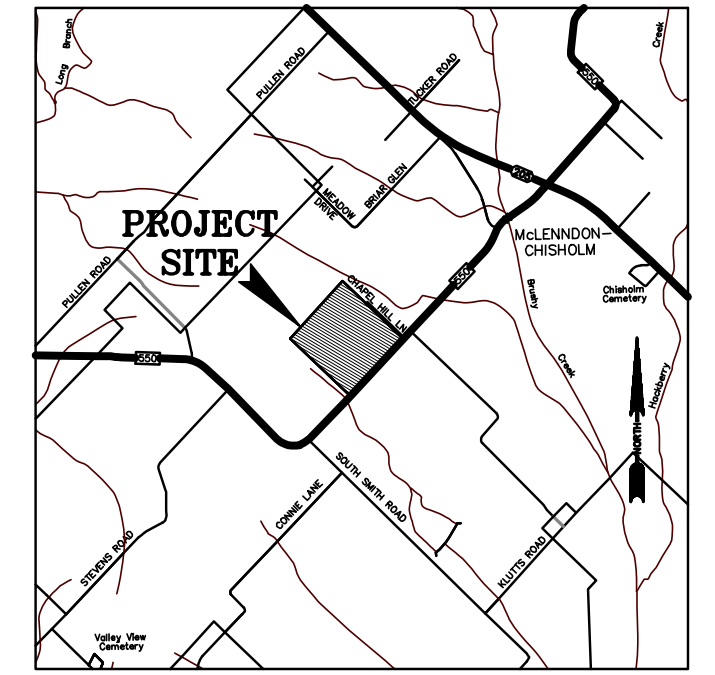 Long Branch
PULLEN ROAD
TUCKER ROAD
550
Creek
205
BRIAR GLEN
MEADOW
DRIVE
PROJECT
SITE
McLENNDON-
CHISHOLM
PULLEN ROAD
550
CHAPEL HILL LN
Brushy
Creek
Chisholm
Cemetery
550
Hackberry
NORTH
SOUTH SMITH ROAD
CONNIE LANE
STEVENS ROAD
KLUTTS ROAD
Valley View
Cemetery